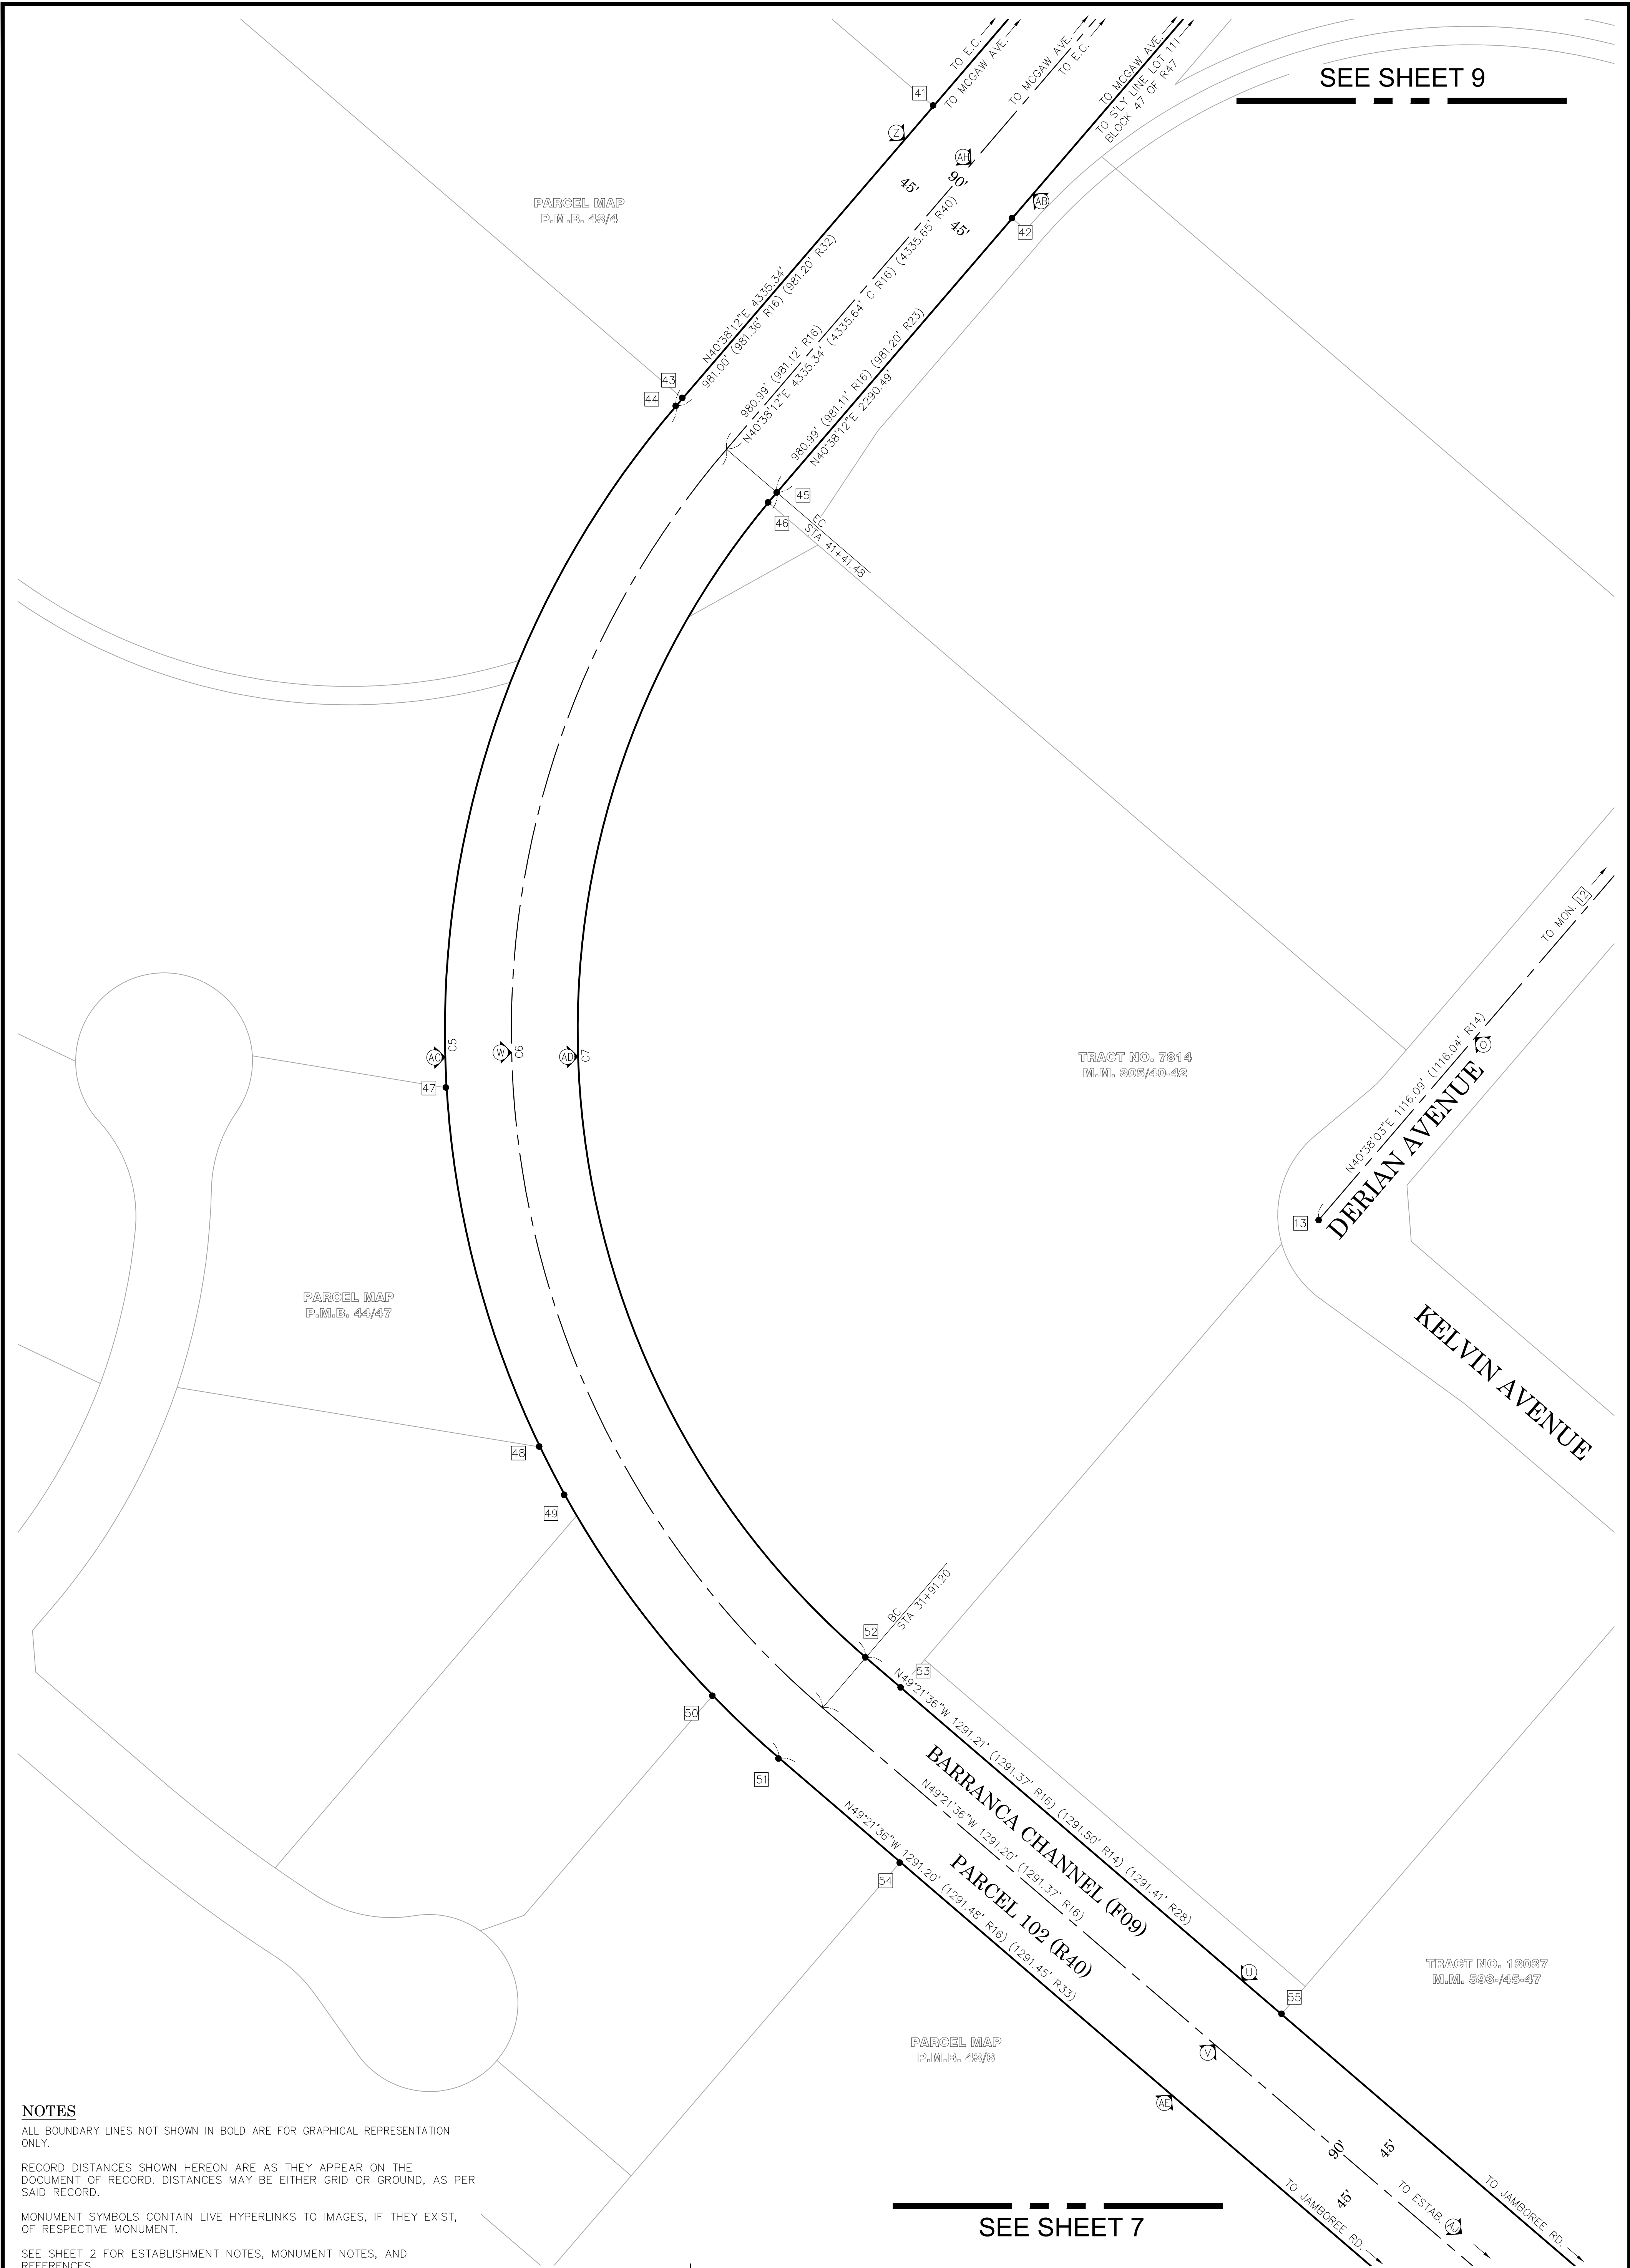 SEE SHEET 9
TO E.C.
TO MCGAW AVE.
TO MCGAW AVE.
TO E.C.
TO MCGAW AVE.
TO S'LY LINE LOT 111
BLOCK 47 OF R47
41
Z
AH
45'
90'
45'
AB
42
PARCEL MAP
P.M.B. 43/4
N40°38'12"E 4335.34'
981.00' (981.36' R16) (981.20' R32)
980.99' (981.12' R16)
N40°38'12"E 4335.34' (4335.64' C R16) (4335.65' R40)
980.99' (981.11' R16) (981.20' R23)
N40°38'12"E 2290.49'
43
44
45
46
EC
STA 41+41.48
TO MON. 12
AC
C5
W
C6
AD
C7
47
TRACT NO. 7814
M.M. 305/40-42
N40°38'03"E 1116.09' (1116.04' R14)
O
DERIAN AVENUE
13
PARCEL MAP
P.M.B. 44/47
KELVIN AVENUE
48
49
BC
STA 31+91.20
52
53
50
51
N49°21'36"W 1291.21' (1291.37' R16) (1291.50' R14) (1291.41' R28)
BARRANCA CHANNEL (F09)
N49°21'36"W 1291.20' (1291.37' R16)
PARCEL 102 (R40)
N49°21'36"W 1291.20' (1291.48' R16) (1291.45' R33)
54
U
55
TRACT NO. 13087
M.M. 593-/45-47
PARCEL MAP
P.M.B. 43/6
V
AE
90'
45'
45'
TO JAMBOREE RD.
TO ESTAB. AJ
TO JAMBOREE RD.
SEE SHEET 7
NOTES
ALL BOUNDARY LINES NOT SHOWN IN BOLD ARE FOR GRAPHICAL REPRESENTATION
ONLY.
RECORD DISTANCES SHOWN HEREON ARE AS THEY APPEAR ON THE
DOCUMENT OF RECORD. DISTANCES MAY BE EITHER GRID OR GROUND, AS PER
SAID RECORD.
MONUMENT SYMBOLS CONTAIN LIVE HYPERLINKS TO IMAGES, IF THEY EXIST,
OF RESPECTIVE MONUMENT.
SEE SHEET 2 FOR ESTABLISHMENT NOTES, MONUMENT NOTES, AND
REFERENCES